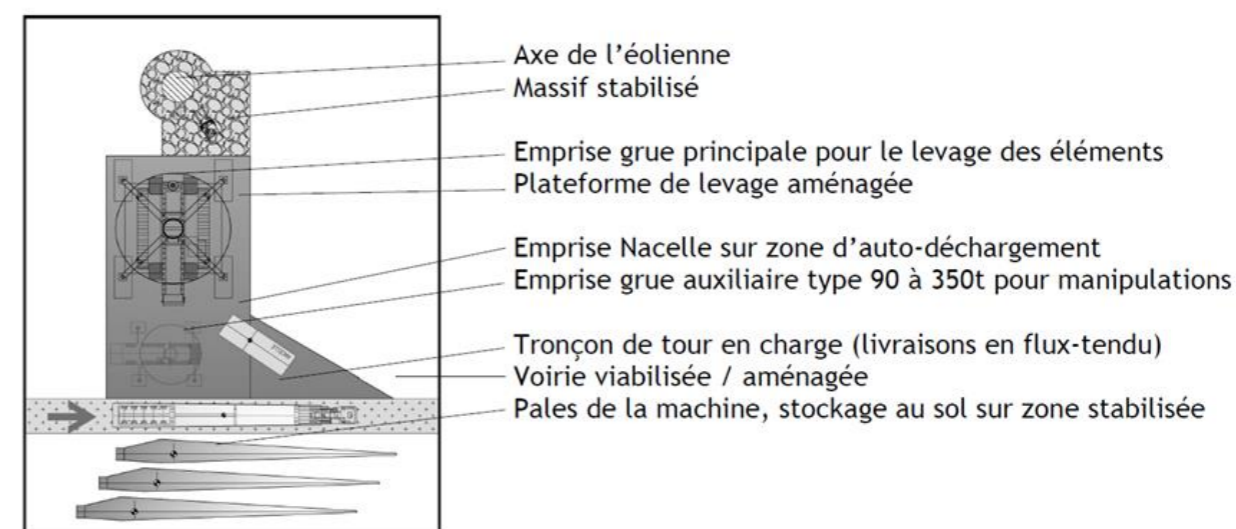 Axe de l'éolienne
Massif stabilisé
Emprise grue principale pour le levage des éléments
Plateforme de levage aménagée
Emprise Nacelle sur zone d'auto-déchargement
Emprise grue auxiliaire type 90 à 350t pour manipulations
Tronçon de tour en charge (livraisons en flux-tendu)
Voirie viabilisée / aménagée
Pales de la machine, stockage au sol sur zone stabilisée